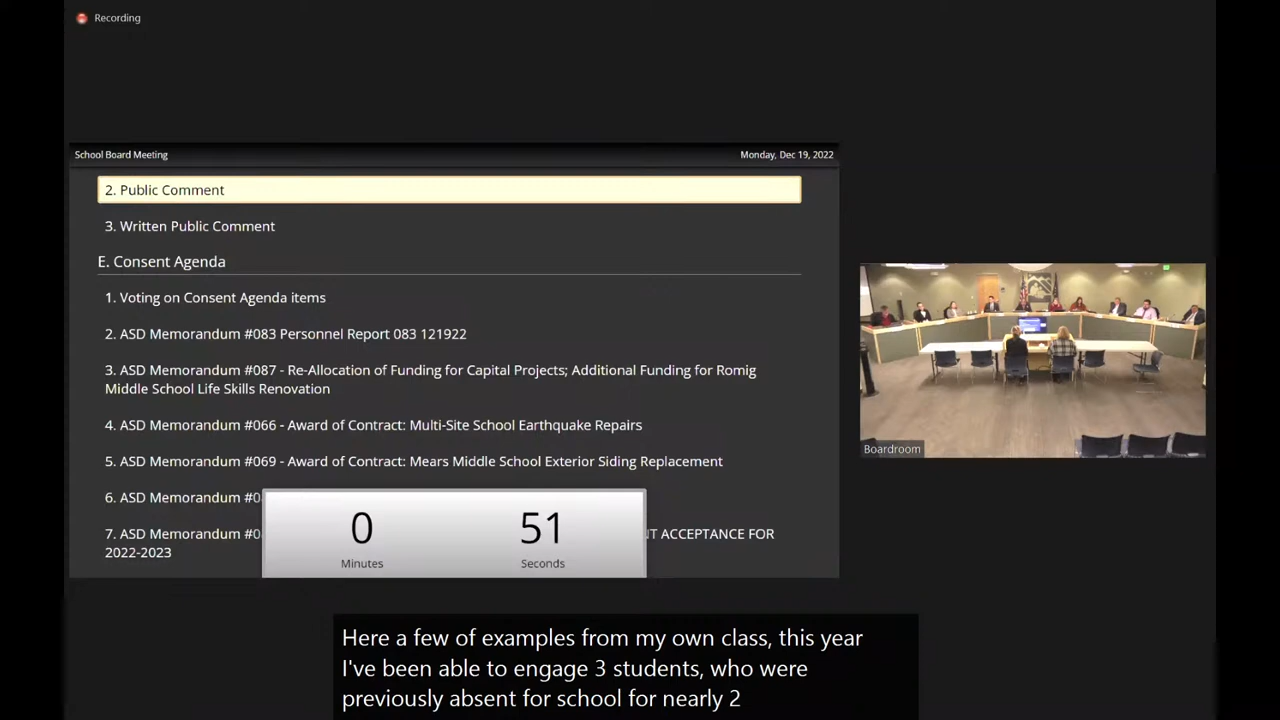 Recording
School Board Meeting
Monday, Dec 19, 2022
2. Public Comment
3. Written Public Comment
E. Consent Agenda
1. Voting on Consent Agenda items
2. ASD Memorandum #083 Personnel Report 083 121922
3. ASD Memorandum #087 - Re-Allocation of Funding for Capital Projects; Additional Funding for Romig
Middle School Life Skills Renovation
4. ASD Memorandum #066 - Award of Contract: Multi-Site School Earthquake Repairs
5. ASD Memorandum #069 - Award of Contract: Mears Middle School Exterior Siding Replacement
6. ASD Memorandum
7. ASD Memorandum ACCEPTANCE FOR
2022-2023
0 51
Minutes Seconds
Boardroom
Here a few of examples from my own class, this year
I've been able to engage 3 students, who were
previously absent for school for nearly 2